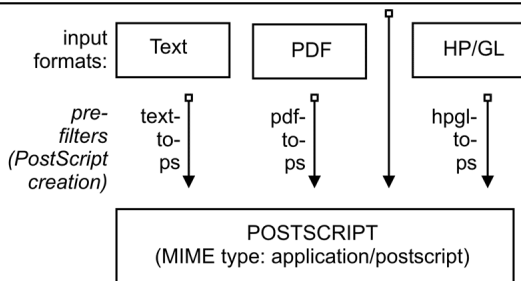 input
formats:
Text
PDF
HP/GL
pre-
filters
(PostScript
creation)
text-
to-
ps
pdf-
to-
ps
hpgl-
to-
ps
POSTSCRIPT
(MIME type: application/postscript)